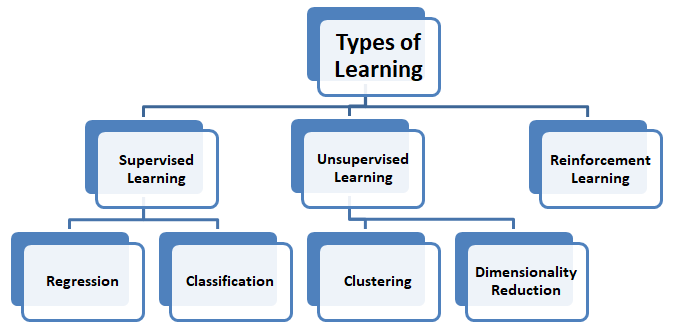 Types of
Learning
Supervised
Learning
Unsupervised
Learning
Reinforcement
Learning
Regression
Classification
Clustering
Dimensionality
Reduction